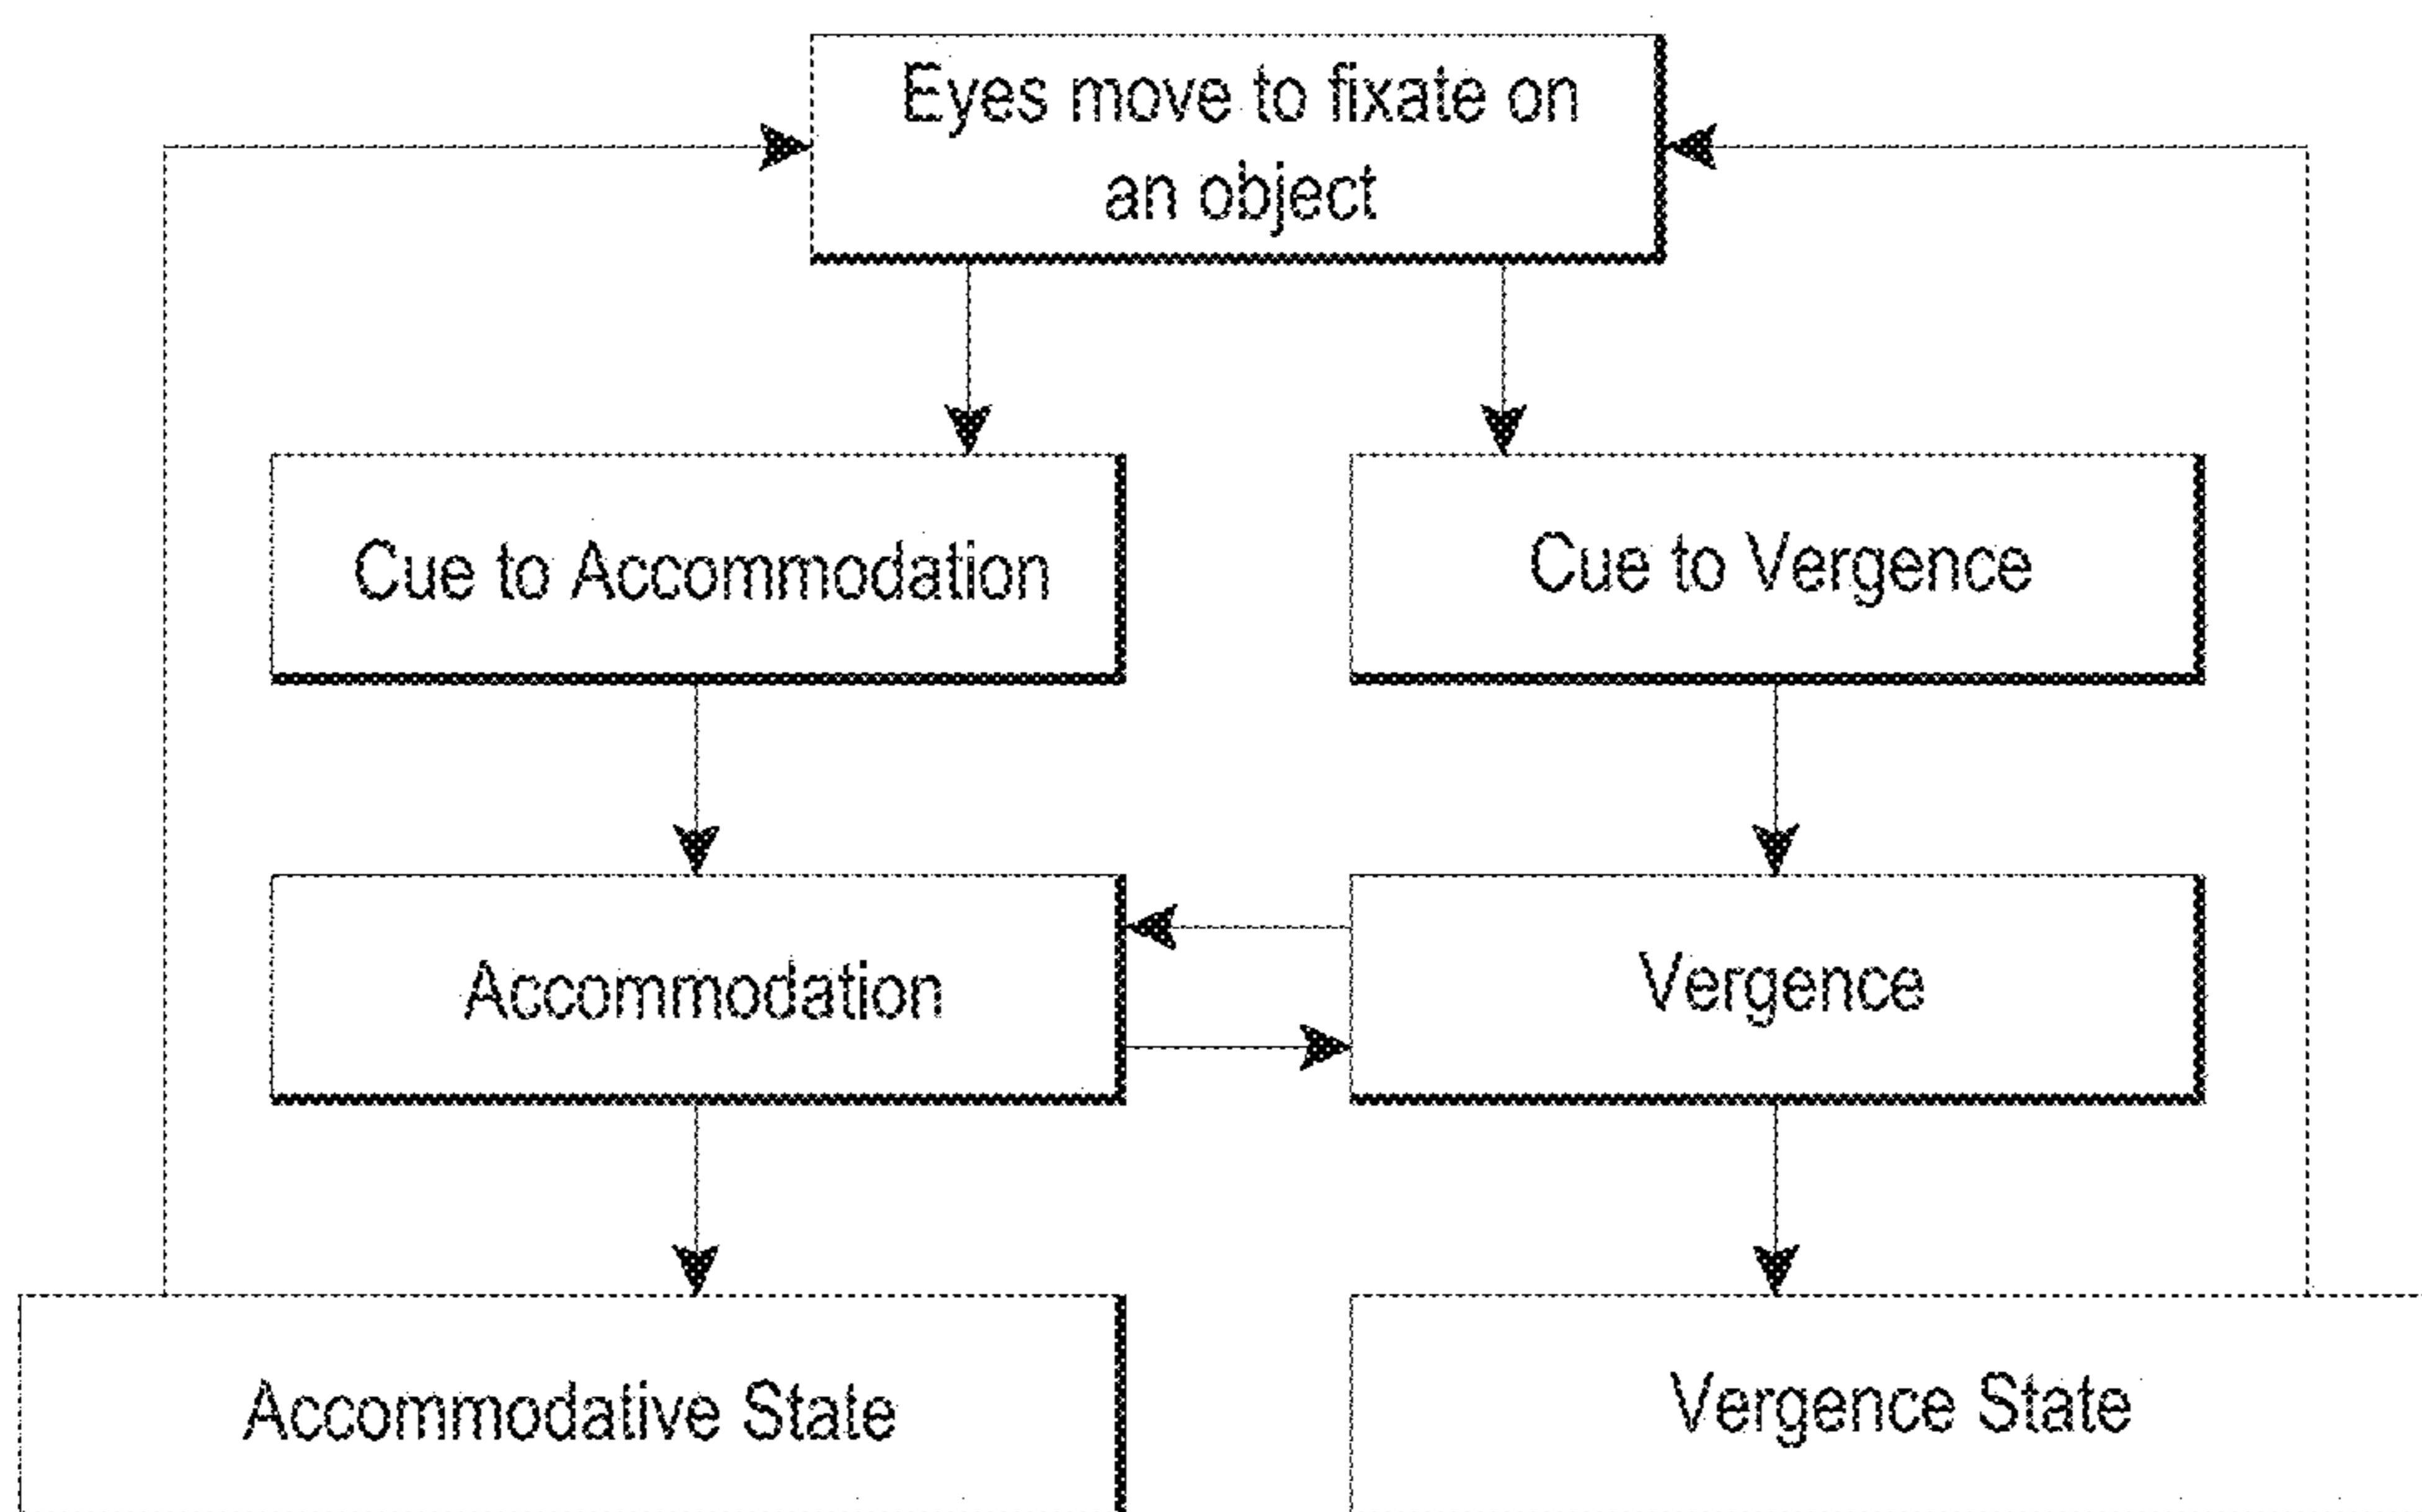 Eyes move to fixate on
an object
Cue to Accommodation
Cue to Vergence
Accommodation
Vergence
Accommodative State
Vergence State